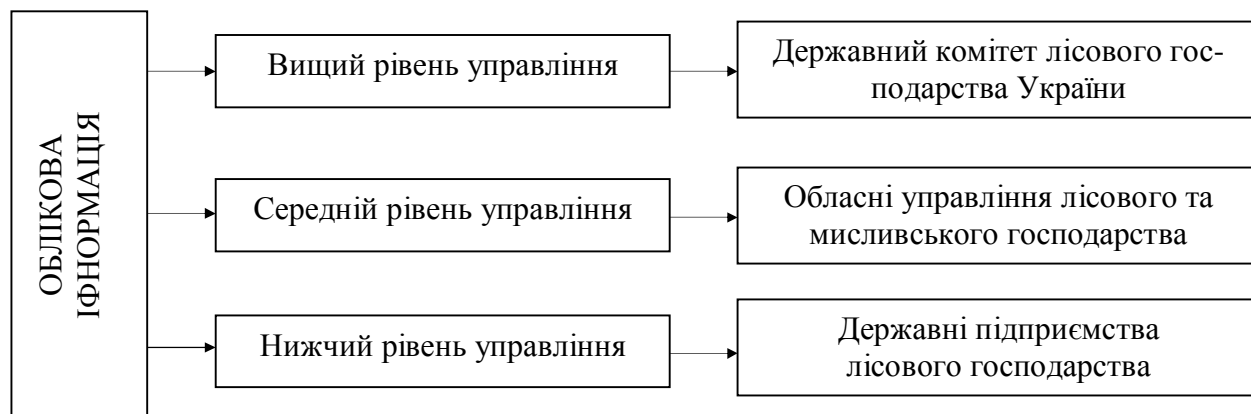 ОБЛІКОВА
ІФНОРМАЦІЯ
Вищий рівень управління
Державний комітет лісового гос-
подарства України
Середній рівень управління
Обласні управління лісового та
мисливського господарства
Нижчий рівень управління
Державні підприємства
лісового господарства